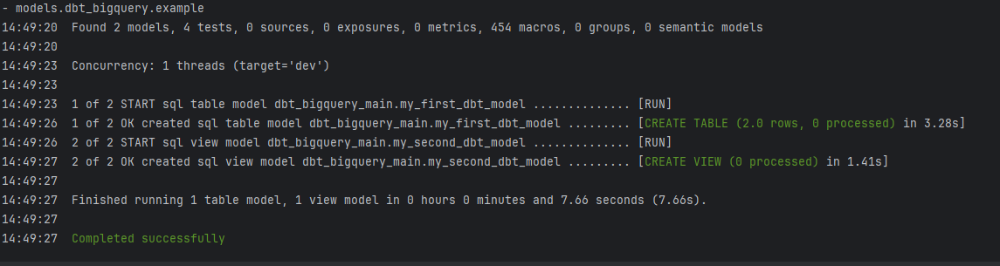 - models.dbt_bigquery.example
14:49:20  Found 2 models, 4 tests, 0 sources, 0 exposures, 0 metrics, 454 macros, 0 groups, 0 semantic models
14:49:20
14:49:23  Concurrency: 1 threads (target='dev')
14:49:23
14:49:23  1 of 2 START sql table model dbt_bigquery_main.my_first_dbt_model .............. [RUN]
14:49:26  1 of 2 OK created sql table model dbt_bigquery_main.my_first_dbt_model ......... [CREATE TABLE (2.0 rows, 0 processed) in 3.28s]
14:49:26  2 of 2 START sql view model dbt_bigquery_main.my_second_dbt_model .............. [RUN]
14:49:27  2 of 2 OK created sql view model dbt_bigquery_main.my_second_dbt_model ......... [CREATE VIEW (0 processed) in 1.41s]
14:49:27
14:49:27  Finished running 1 table model, 1 view model in 0 hours 0 minutes and 7.66 seconds (7.66s).
14:49:27
14:49:27  Completed successfully